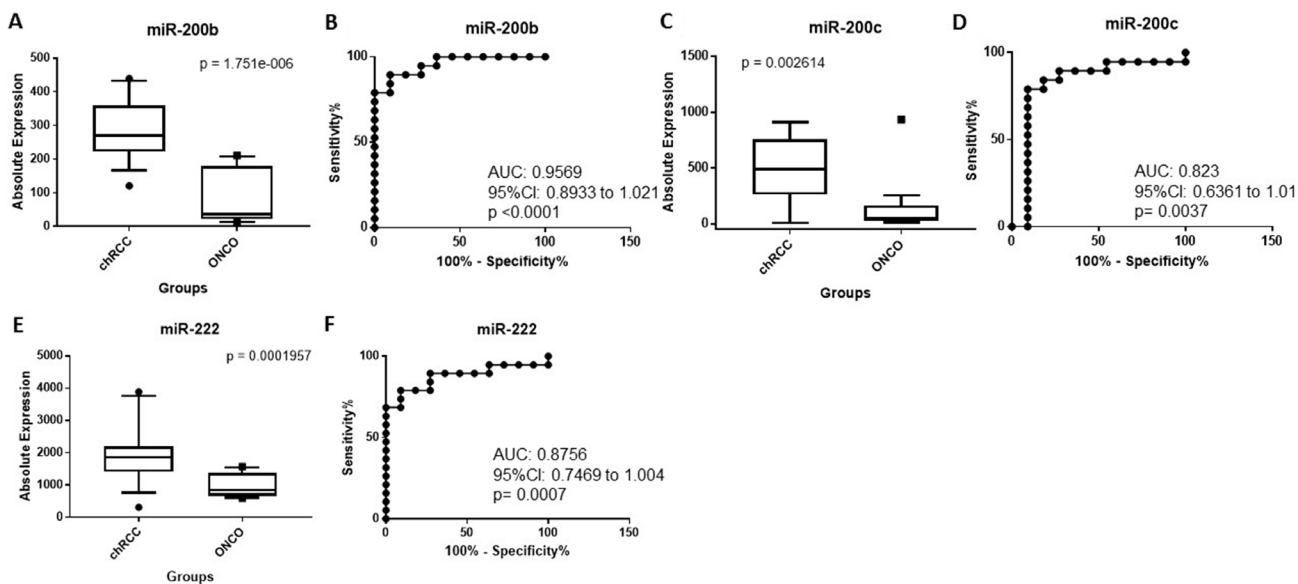 A
miR-200b
p = 1.751e-006
Absolute Expression
500
400
300
200
100
0
chRCC
ONCO
Groups
B
miR-200b
Sensitivity%
100
50
0
AUC: 0.9569
95%CI: 0.8933 to 1.021
p <0.0001
0
50
100
150
100% - Specificity%
C
miR-200c
p = 0.002614
Absolute Expression
1500
1000
500
0
chRCC
ONCO
Groups
D
miR-200c
Sensitivity%
100
50
0
AUC: 0.823
95%CI: 0.6361 to 1.01
p= 0.0037
0
50
100
150
100% - Specificity%
E
miR-222
p = 0.0001957
Absolute Expression
5000
4000
3000
2000
1000
0
chRCC
ONCO
Groups
F
miR-222
Sensitivity%
100
50
0
AUC: 0.8756
95%CI: 0.7469 to 1.004
p= 0.0007
0
50
100
150
100% - Specificity%